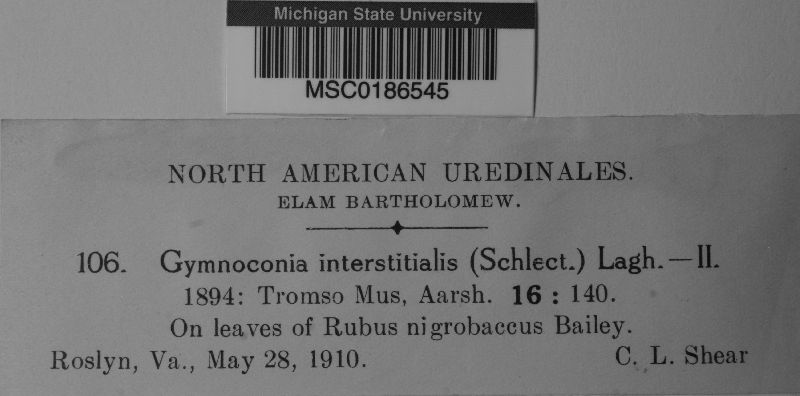 Michigan State University
MSC0186545
NORTH AMERICAN UREDINALES.
ELAM BARTHOLOMEW.
106. Gymnoconia interstitialis (Schlect.) Lagh.—II.
1894: Tromso Mus, Aarsh. 16 : 140.
On leaves of Rubus nigrobaccus Bailey.
Roslyn, Va., May 28, 1910. C. L. Shear